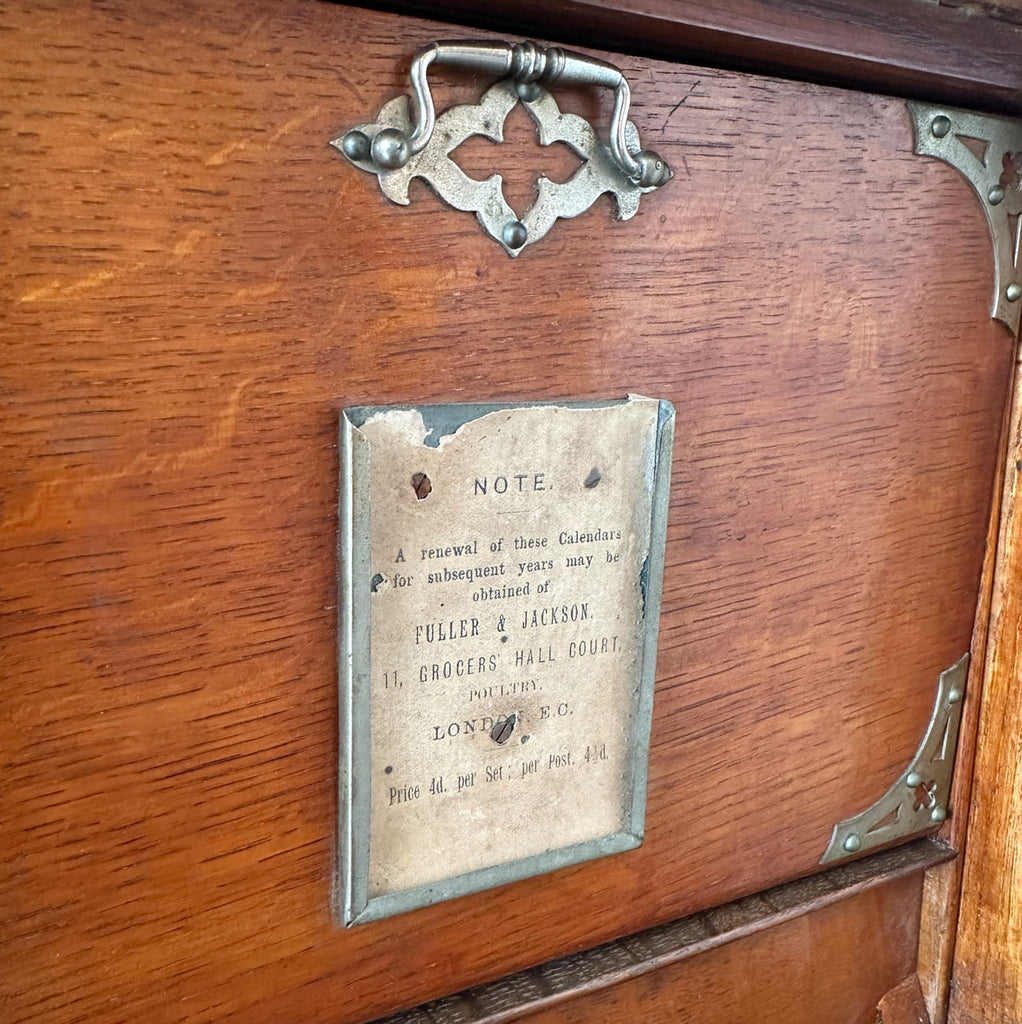 NOTE.
A renewal of these Calendars
for subsequent years may be
obtained of
FULLER & JACKSON.
11, GROCERS' HALL COURT,
POULTRY.
LONDON, E.C.
Price 4d. per Set; per Post, 4½d.